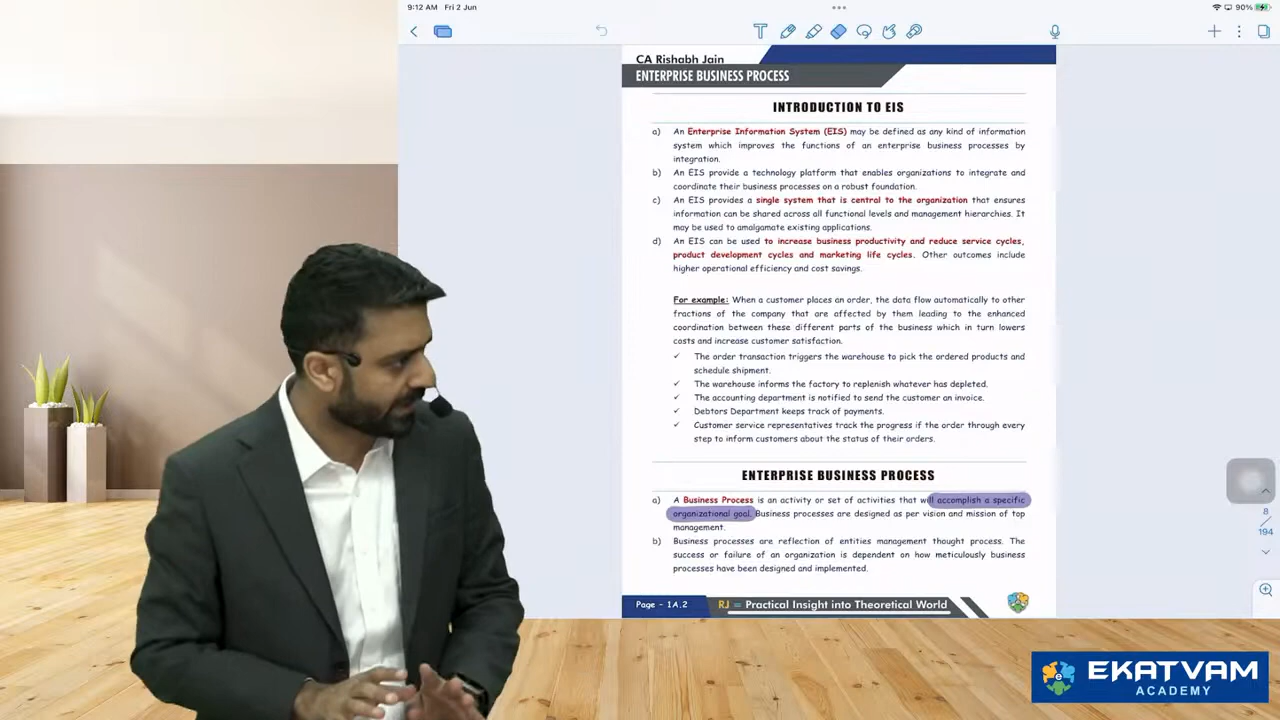 9:12 AM Fri 2 Jun
90%
CA Rishabh Jain
ENTERPRISE BUSINESS PROCESS
INTRODUCTION TO EIS
a) An Enterprise Information System (EIS) may be defined as any kind of information
system which improves the functions of an enterprise business processes by
integration.
b) An EIS provide a technology platform that enables organizations to integrate and
coordinate their business processes on a robust foundation.
c) An EIS provides a single system that is central to the organization that ensures
information can be shared across all functional levels and management hierarchies. It
may be used to amalgamate existing applications.
d) An EIS can be used to increase business productivity and reduce service cycles,
product development cycles and marketing life cycles. Other outcomes include
higher operational efficiency and cost savings.
For example: When a customer places an order, the data flow automatically to other
fractions of the company that are affected by them leading to the enhanced
coordination between these different parts of the business which in turn lowers
costs and increase customer satisfaction.
✓ The order transaction triggers the warehouse to pick the ordered products and
schedule shipment.
✓ The warehouse informs the factory to replenish whatever has depleted.
✓ The accounting department is notified to send the customer an invoice.
✓ Debtors Department keeps track of payments.
✓ Customer service representatives track the progress if the order through every
step to inform customers about the status of their orders.
ENTERPRISE BUSINESS PROCESS
a) A Business Process is an activity or set of activities that will accomplish a specific
organizational goal. Business processes are designed as per vision and mission of top
management.
b) Business processes are reflection of entities management thought process. The
success or failure of an organization is dependent on how meticulously business
processes have been designed and implemented.
Page - 1A.2
RJ = Practical Insight into Theoretical World
8
/
194
EKATVAM
ACADEMY